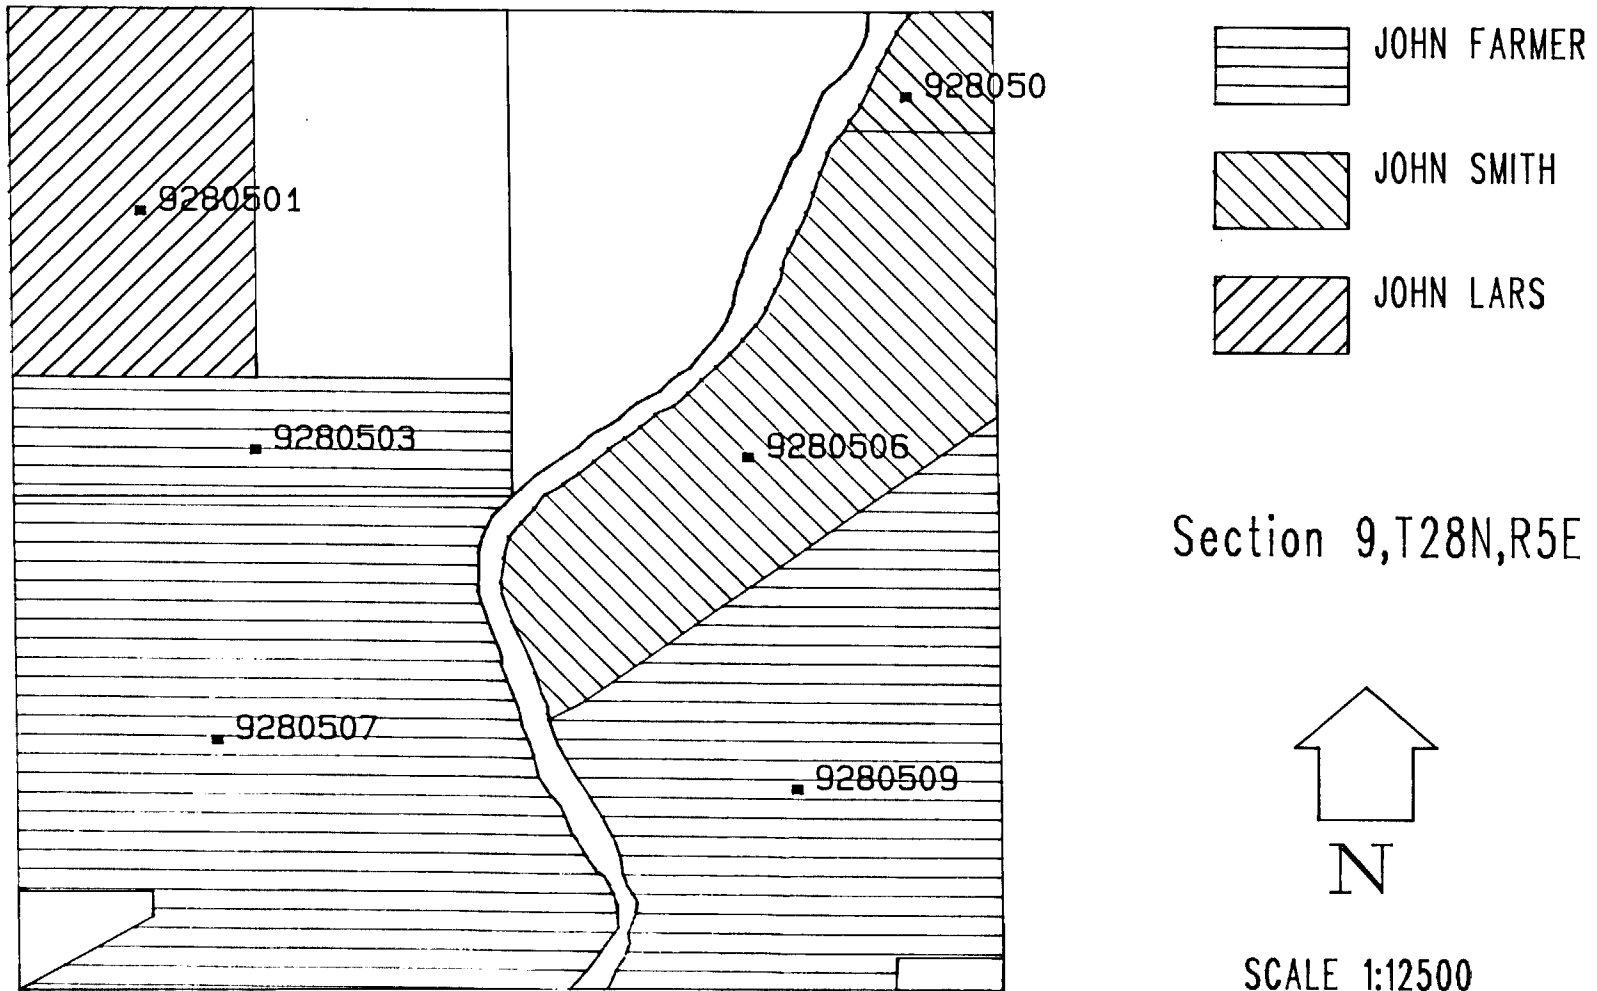 928050
9280501
9280503
9280506
9280507
9280509
JOHN FARMER
JOHN SMITH
JOHN LARS
Section 9,T28N,R5E
N
SCALE 1:12500